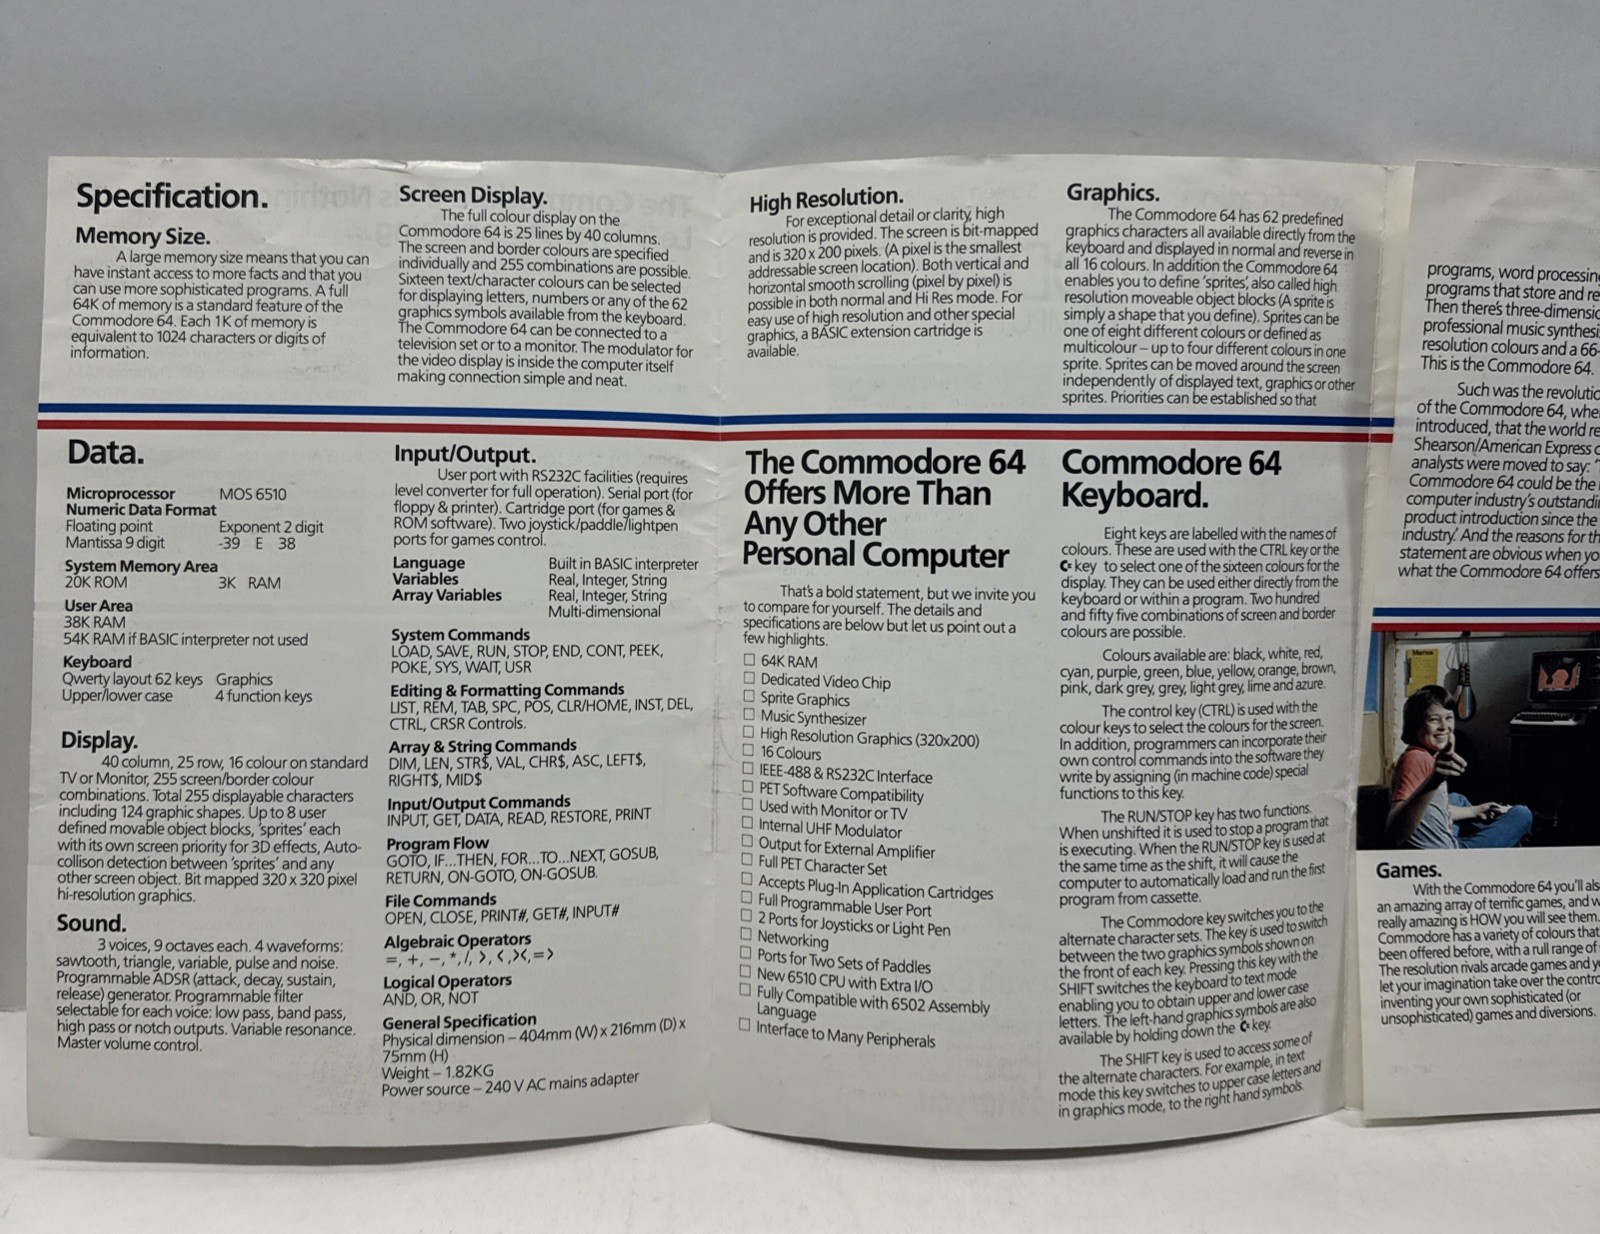 Specification.
Memory Size.
A large memory size means that you can
have instant access to more facts and that you
can use more sophisticated programs. A full
64K of memory is a standard feature of the
Commodore 64. Each 1K of memory is
equivalent to 1024 characters or digits of
information.
Screen Display.
The full colour display on the
Commodore 64 is 25 lines by 40 columns.
The screen and border colours are specified
individually and 255 combinations are possible.
Sixteen text/character colours can be selected
for displaying letters, numbers or any of the 62
graphics symbols available from the keyboard.
The Commodore 64 can be connected to a
television set or to a monitor. The modulator for
the video display is inside the computer itself
making connection simple and neat.
High Resolution.
For exceptional detail or clarity, high
resolution is provided. The screen is bit-mapped
and is 320 x 200 pixels. (A pixel is the smallest
addressable screen location). Both vertical and
horizontal smooth scrolling (pixel by pixel) is
possible in both normal and Hi Res mode. For
easy use of high resolution and other special
graphics, a BASIC extension cartridge is
available.
Graphics.
The Commodore 64 has 62 predefined
graphics characters all available directly from the
keyboard and displayed in normal and reverse in
all 16 colours. In addition the Commodore 64
enables you to define 'sprites', also called high
resolution moveable object blocks (A sprite is
simply a shape that you define). Sprites can be
one of eight different colours or defined as
multicolour – up to four different colours in one
sprite. Sprites can be moved around the screen
independently of displayed text, graphics or other
sprites. Priorities can be established so that
Data.
Microprocessor MOS 6510
Numeric Data Format
Floating point Exponent 2 digit
Mantissa 9 digit -39 E 38
System Memory Area
20K ROM 3K RAM
User Area
38K RAM
54K RAM if BASIC interpreter not used
Keyboard
Qwerty layout 62 keys Graphics
Upper/lower case 4 function keys
Display.
40 column, 25 row, 16 colour on standard
TV or Monitor, 255 screen/border colour
combinations. Total 255 displayable characters
including 124 graphic shapes. Up to 8 user
defined movable object blocks, 'sprites' each
with its own screen priority for 3D effects, Auto-
collison detection between 'sprites' and any
other screen object. Bit mapped 320 x 320 pixel
hi-resolution graphics.
Sound.
3 voices, 9 octaves each. 4 waveforms:
sawtooth, triangle, variable, pulse and noise.
Programmable ADSR (attack, decay, sustain,
release) generator. Programmable filter
selectable for each voice: low pass, band pass,
high pass or notch outputs. Variable resonance.
Master volume control.
Input/Output.
User port with RS232C facilities (requires
level converter for full operation). Serial port (for
floppy & printer). Cartridge port (for games &
ROM software). Two joystick/paddle/lightpen
ports for games control.
Language Built in BASIC interpreter
Variables Real, Integer, String
Array Variables Real, Integer, String
Multi-dimensional
System Commands
LOAD, SAVE, RUN, STOP, END, CONT, PEEK,
POKE, SYS, WAIT, USR
Editing & Formatting Commands
LIST, REM, TAB, SPC, POS, CLR/HOME, INST, DEL,
CTRL, CRSR Controls.
Array & String Commands
DIM, LEN, STR$, VAL, CHR$, ASC, LEFT$,
RIGHT$, MID$
Input/Output Commands
INPUT, GET, DATA, READ, RESTORE, PRINT
Program Flow
GOTO, IF...THEN, FOR...TO...NEXT, GOSUB,
RETURN, ON-GOTO, ON-GOSUB.
File Commands
OPEN, CLOSE, PRINT#, GET#, INPUT#
Algebraic Operators
=, +, −, *, /, >, <, ><, =>
Logical Operators
AND, OR, NOT
General Specification
Physical dimension – 404mm (W) x 216mm (D) x
75mm (H)
Weight – 1.82KG
Power source – 240 V AC mains adapter
The Commodore 64
Offers More Than
Any Other
Personal Computer
That's a bold statement, but we invite you
to compare for yourself. The details and
specifications are below but let us point out a
few highlights.
☐ 64K RAM
☐ Dedicated Video Chip
☐ Sprite Graphics
☐ Music Synthesizer
☐ High Resolution Graphics (320x200)
☐ 16 Colours
☐ IEEE-488 & RS232C Interface
☐ PET Software Compatibility
☐ Used with Monitor or TV
☐ Internal UHF Modulator
☐ Output for External Amplifier
☐ Full PET Character Set
☐ Accepts Plug-In Application Cartridges
☐ Full Programmable User Port
☐ 2 Ports for Joysticks or Light Pen
☐ Networking
☐ Ports for Two Sets of Paddles
☐ New 6510 CPU with Extra I/O
☐ Fully Compatible with 6502 Assembly
Language
☐ Interface to Many Peripherals
Commodore 64
Keyboard.
Eight keys are labelled with the names of
colours. These are used with the CTRL key or the
key to select one of the sixteen colours for the
display. They can be used either directly from the
keyboard or within a program. Two hundred
and fifty five combinations of screen and border
colours are possible.
Colours available are: black, white, red,
cyan, purple, green, blue, yellow, orange, brown,
pink, dark grey, grey, light grey, lime and azure.
The control key (CTRL) is used with the
colour keys to select the colours for the screen.
In addition, programmers can incorporate their
own control commands into the software they
write by assigning (in machine code) special
functions to this key.
The RUN/STOP key has two functions.
When unshifted it is used to stop a program that
is executing. When the RUN/STOP key is used at
the same time as the shift, it will cause the
computer to automatically load and run the first
program from cassette.
The Commodore key switches you to the
alternate character sets. The key is used to switch
between the two graphics symbols shown on
the front of each key. Pressing this key with the
SHIFT switches the keyboard to text mode
enabling you to obtain upper and lower case
letters. The left-hand graphics symbols are also
available by holding down the key.
The SHIFT key is used to access some of
the alternate characters. For example, in text
mode this key switches to upper case letters and
in graphics mode, to the right hand symbols.
programs, word processing
programs that store and re
Then there's three-dimensio
professional music synthesi
resolution colours and a 66-
This is the Commodore 64.
Such was the revolutio
of the Commodore 64, whe
introduced, that the world re
Shearson/American Express
analysts were moved to say:
Commodore 64 could be the
computer industry's outstandi
product introduction since the
industry.' And the reasons for th
statement are obvious when yo
what the Commodore 64 offers
Games.
With the Commodore 64 you'll als
an amazing array of terrific games, and w
really amazing is HOW you will see them.
Commodore has a variety of colours that
been offered before, with a rull range of
The resolution rivals arcade games and y
let your imagination take over the contro
inventing your own sophisticated (or
unsophisticated) games and diversions.